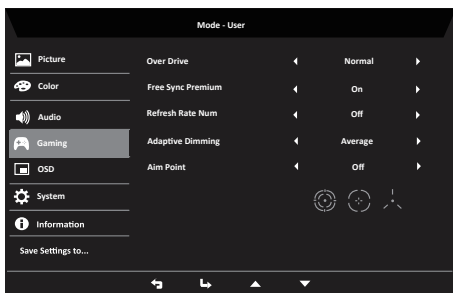 Mode - User
Picture
Color
Audio
Gaming
OSD
System
Information
Save Settings to...
Over Drive Normal
Free Sync Premium On
Refresh Rate Num Off
Adaptive Dimming Average
Aim Point Off